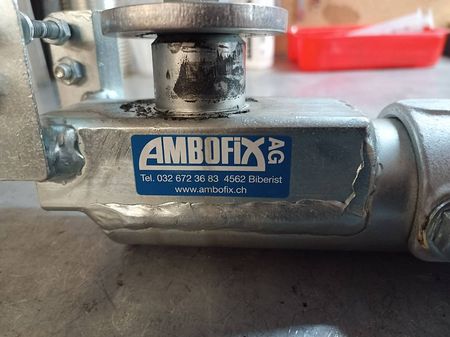 AMBOFiX AG
Tel. 032 672 36 83 4562 Biberist
www.ambofix.ch